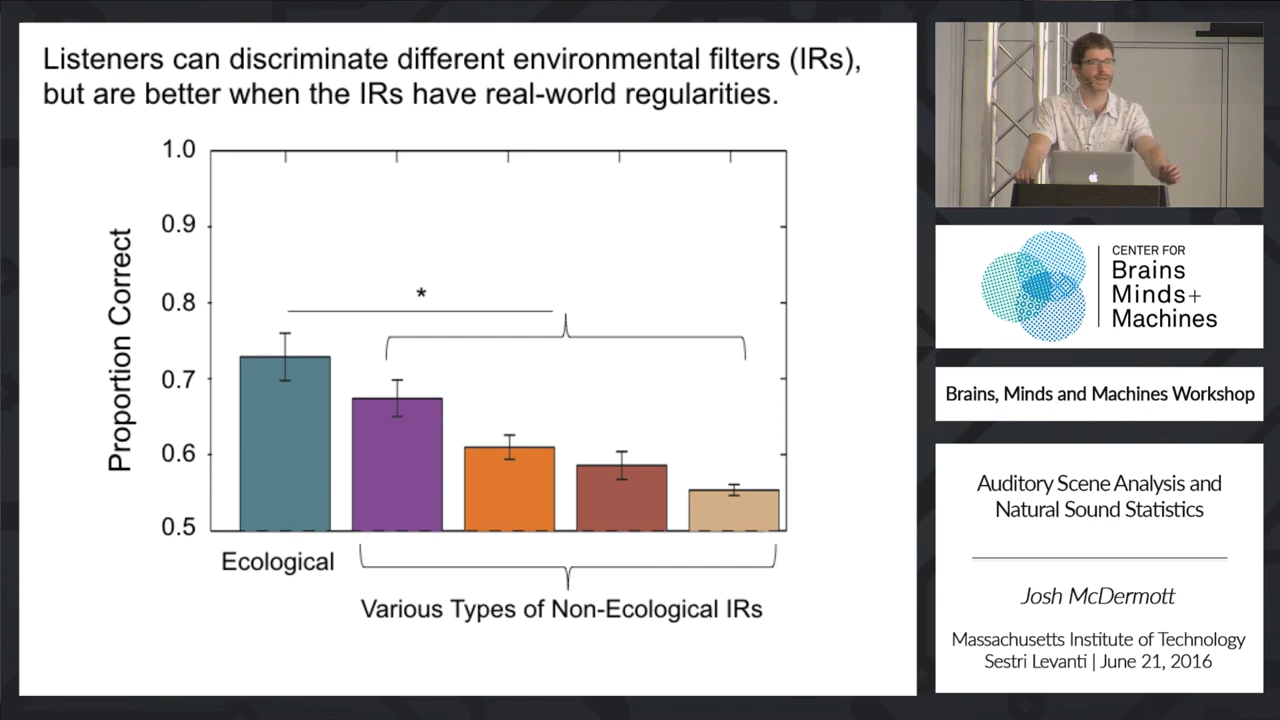 Listeners can discriminate different environmental filters (IRs),
but are better when the IRs have real-world regularities.
1.0
0.9
0.8
0.7
0.6
0.5
Proportion Correct
*
Ecological
Various Types of Non-Ecological IRs
CENTER FOR
Brains
Minds+
Machines
Brains, Minds and Machines Workshop
Auditory Scene Analysis and
Natural Sound Statistics
Josh McDermott
Massachusetts Institute of Technology
Sestri Levanti | June 21, 2016